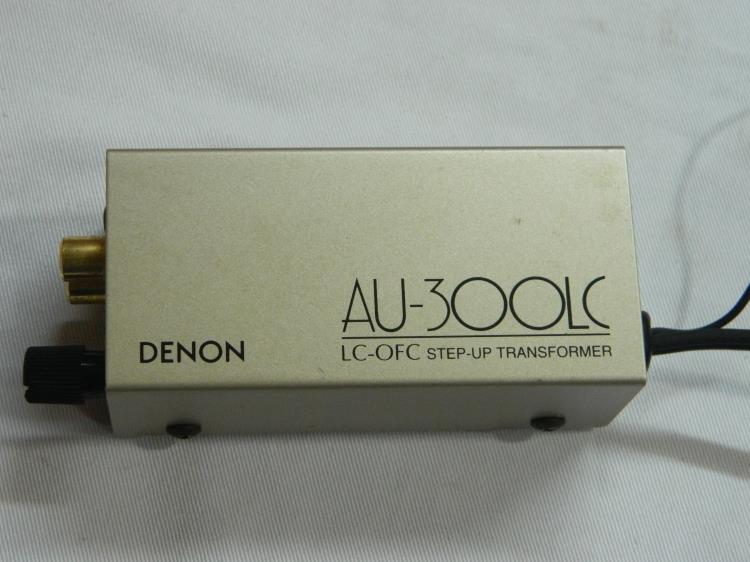 AU-300LC
DENON
LC-OFC STEP-UP TRANSFORMER